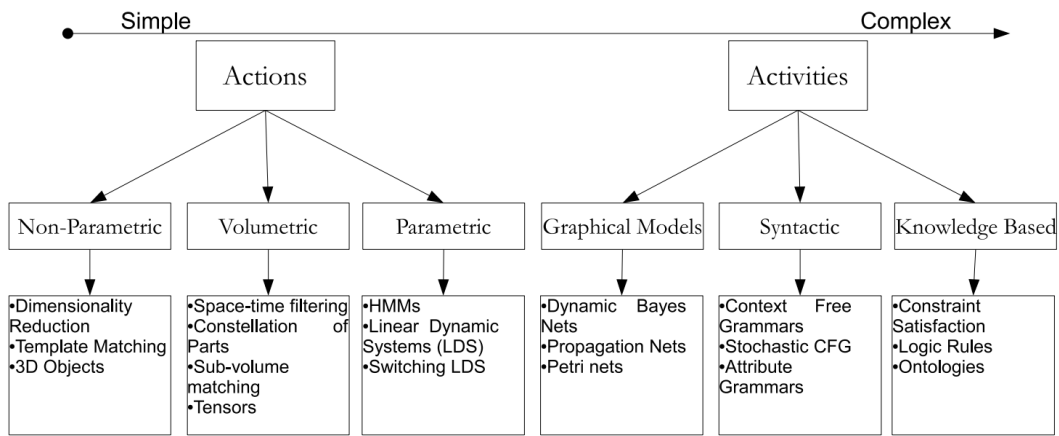 Simple
Complex
Actions
Activities
Non-Parametric
Volumetric
Parametric
Graphical Models
Syntactic
Knowledge Based
•Dimensionality
Reduction
•Template Matching
•3D Objects
•Space-time filtering
•Constellation of
Parts
•Sub-volume
matching
•Tensors
•HMMs
•Linear Dynamic
Systems (LDS)
•Switching LDS
•Dynamic Bayes
Nets
•Propagation Nets
•Petri nets
•Context Free
Grammars
•Stochastic CFG
•Attribute
Grammars
•Constraint
Satisfaction
•Logic Rules
•Ontologies